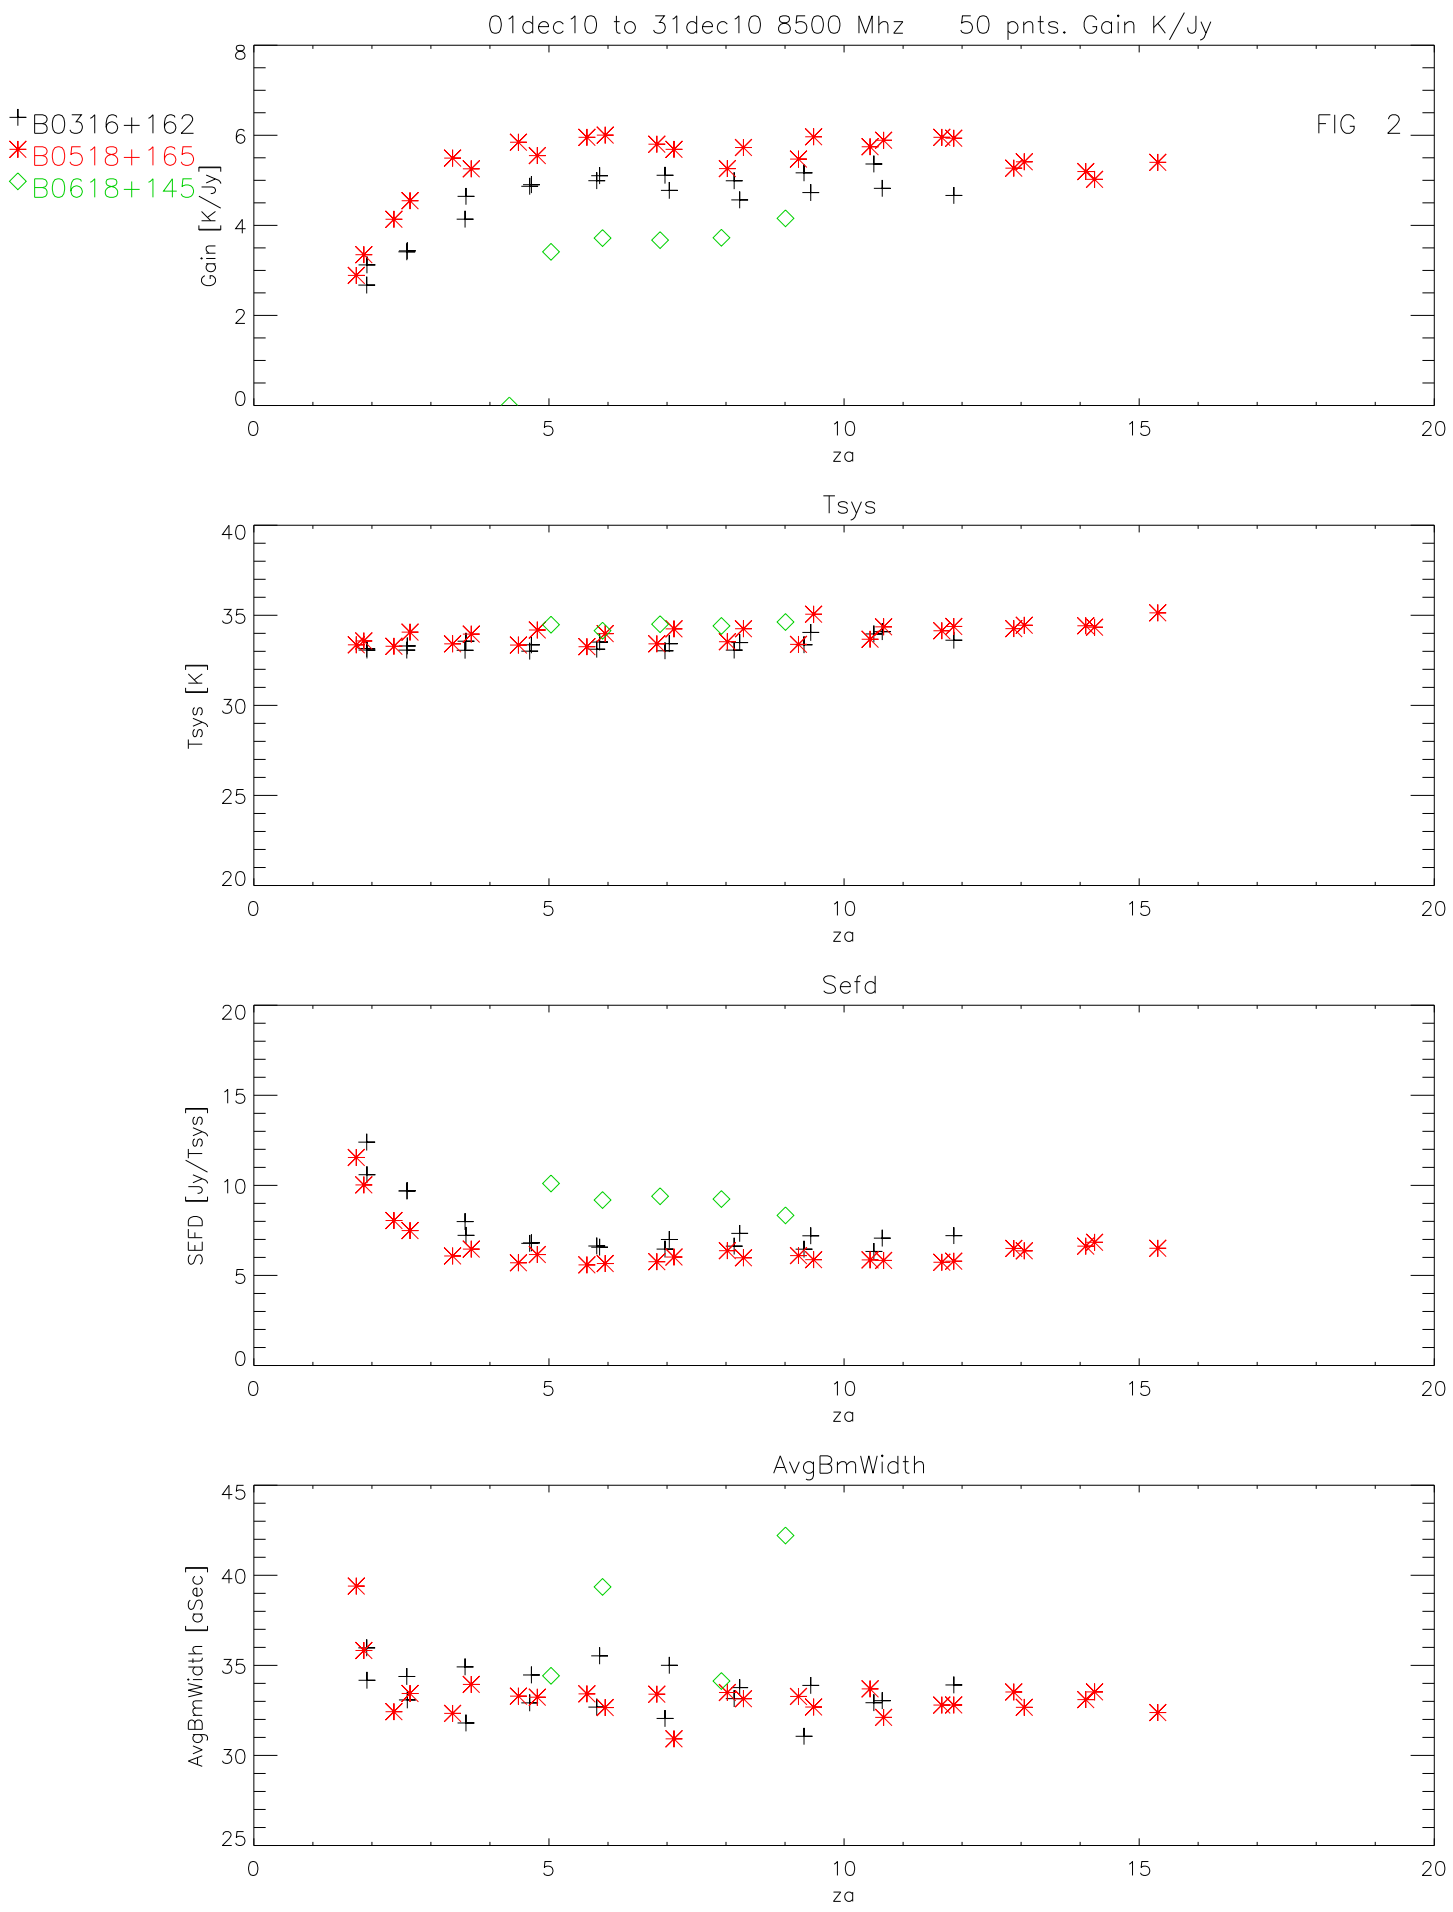 01dec10 to 31dec10 8500 Mhz 50 pnts. Gain K/Jy
B0316+162
B0518+165
B0618+145
FIG 2
Gain [K/Jy]
8
6
4
2
0
0 5 10 15 20
za
Tsys
Tsys [K]
40
35
30
25
20
0 5 10 15 20
za
Sefd
SEFD [Jy/Tsys]
20
15
10
5
0
0 5 10 15 20
za
AvgBmWidth
AvgBmWidth [aSec]
45
40
35
30
25
0 5 10 15 20
za